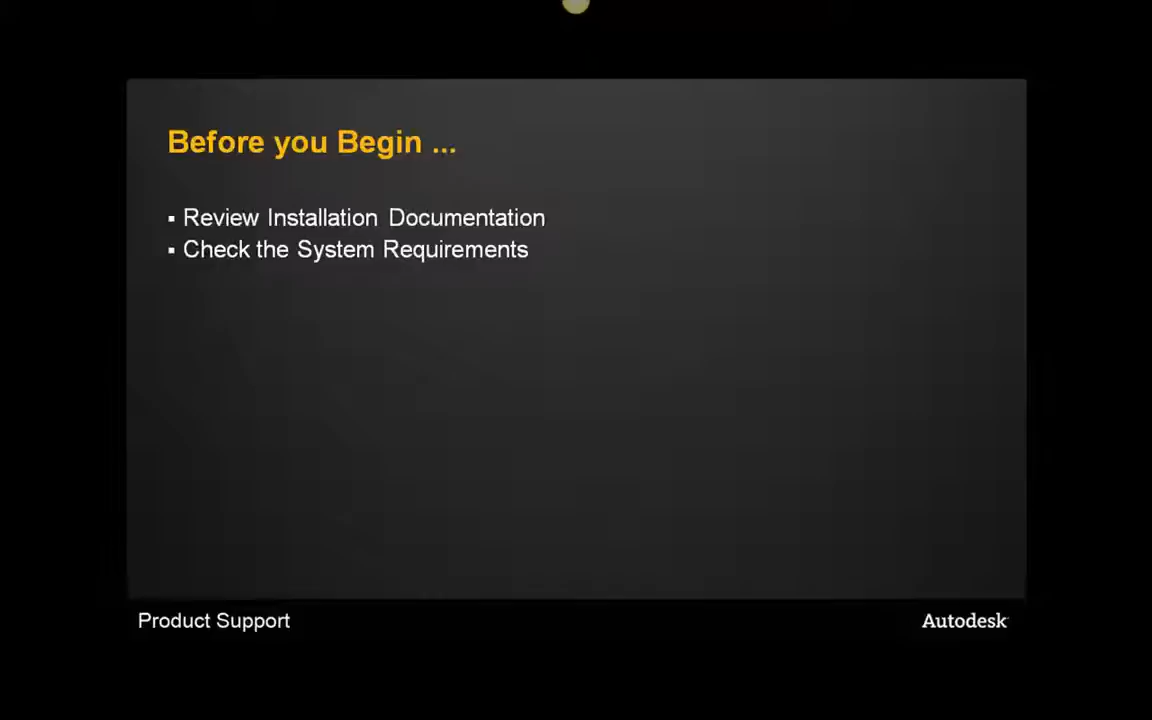 Before you Begin ...
▪ Review Installation Documentation
▪ Check the System Requirements
Product Support
Autodesk